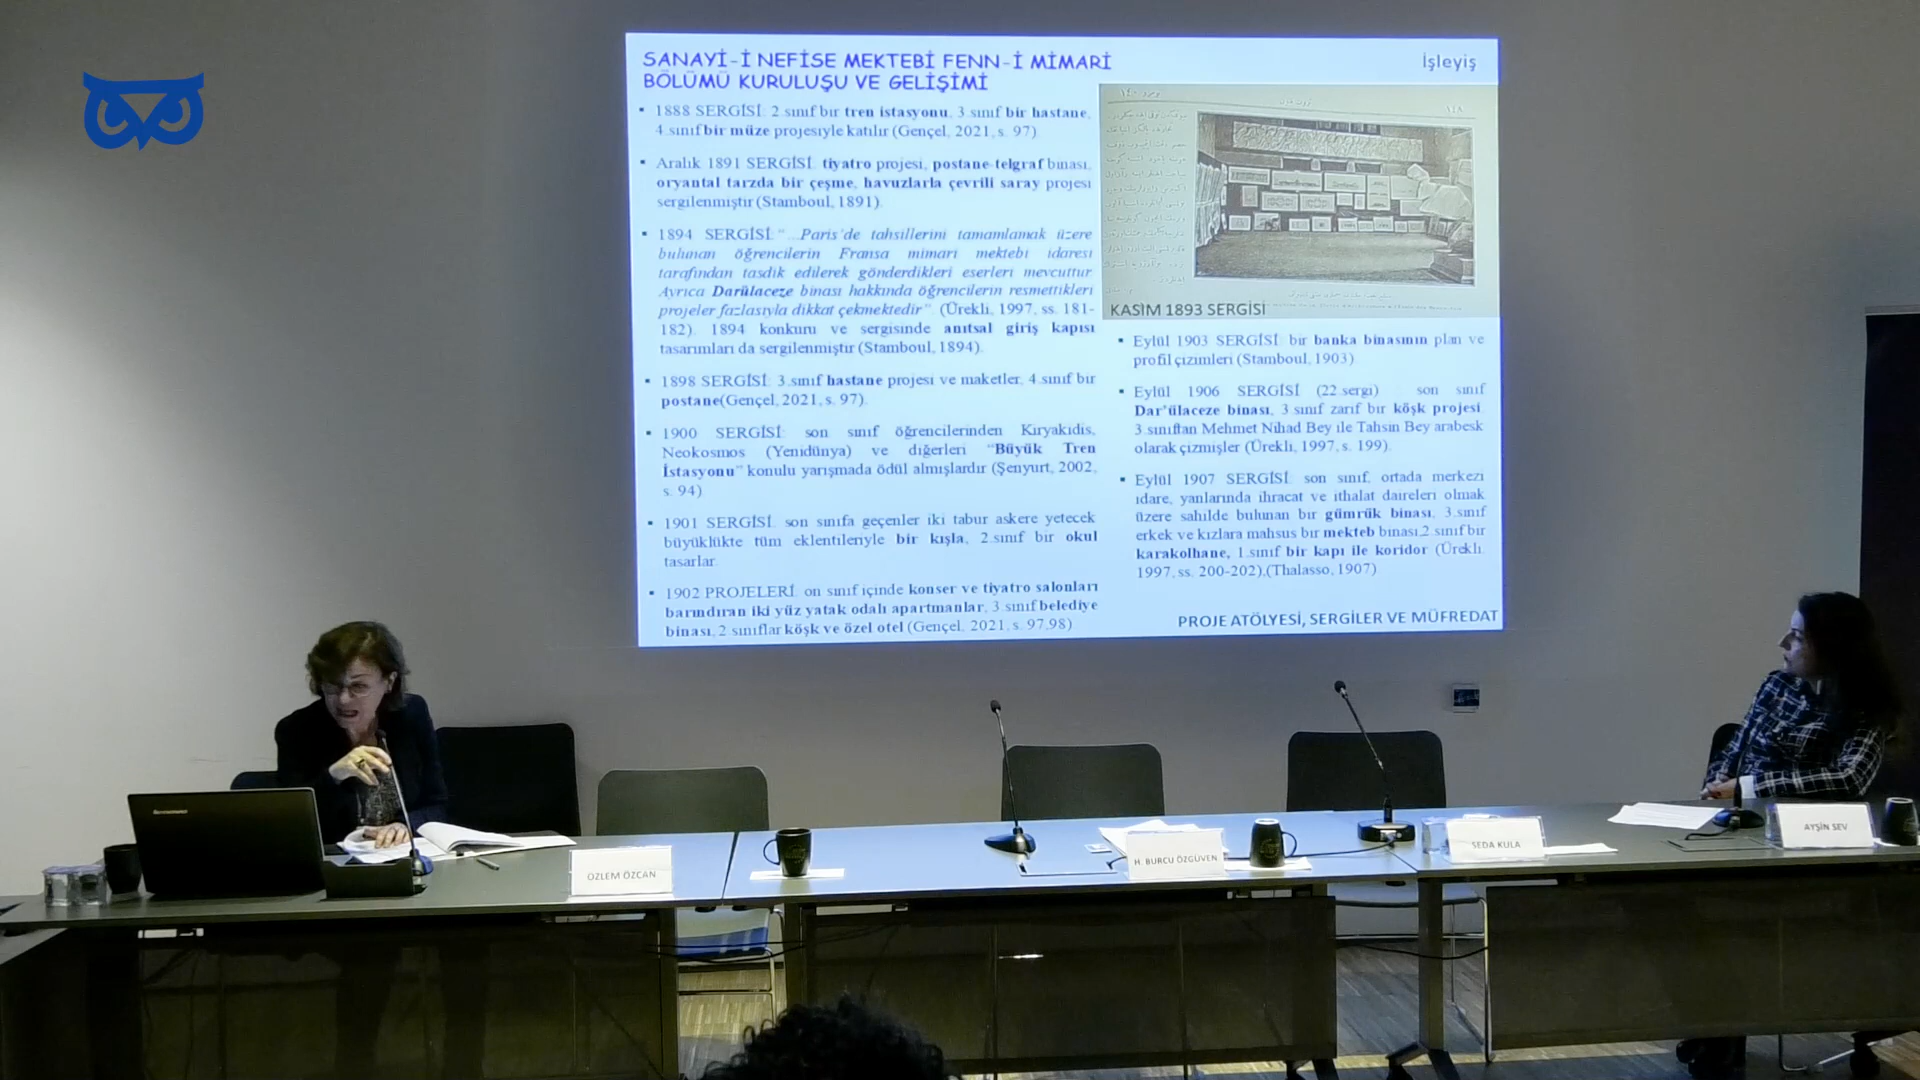 SANAYİ-İ NEFİSE MEKTEBİ FENN-İ MİMARİ
BÖLÜMÜ KURULUŞU VE GELİŞİMİ
İşleyiş
▪ 1888 SERGİSİ: 2.sınıf bir tren istasyonu, 3.sınıf bir hastane,
4.sınıf bir müze projesiyle katılır (Gençel, 2021, s. 97)
▪ Aralık 1891 SERGİSİ: tiyatro projesi, postane-telgraf binası,
oryantal tarzda bir çeşme, havuzlarla çevrili saray projesi
sergilenmiştir (Stamboul, 1891).
▪ 1894 SERGİSİ: "...Paris'de tahsillerini tamamlamak üzere
bulunan öğrencilerin Fransa mimari mektebi idaresi
tarafından tasdik edilerek gönderdikleri eserleri mevcuttur.
Ayrıca Darülaceze binası hakkında öğrencilerin resmettikleri
projeler fazlasıyla dikkat çekmektedir". (Ürekli, 1997, ss. 181-
182). 1894 konkuru ve sergisinde anıtsal giriş kapısı
tasarımları da sergilenmiştir (Stamboul, 1894).
▪ 1898 SERGİSİ: 3.sınıf hastane projesi ve maketler, 4.sınıf bir
postane(Gençel, 2021, s. 97).
▪ 1900 SERGİSİ: son sınıf öğrencilerinden Kiryakidis,
Neokosmos (Yenidünya) ve diğerleri "Büyük Tren
İstasyonu" konulu yarışmada ödül almışlardır (Şenyurt, 2002,
s. 94)
▪ 1901 SERGİSİ: son sınıfa geçenler iki tabur askere yetecek
büyüklükte tüm eklentileriyle bir kışla, 2.sınıf bir okul
tasarlar.
▪ 1902 PROJELERİ: on sınıf içinde konser ve tiyatro salonları
barındıran iki yüz yatak odalı apartmanlar, 3.sınıf belediye
binası, 2.sınıflar köşk ve özel otel (Gençel, 2021, s. 97,98)
KASIM 1893 SERGİSİ
▪ Eylül 1903 SERGİSİ: bir banka binasının plan ve
profil çizimleri (Stamboul, 1903)
▪ Eylül 1906 SERGİSİ (22.sergi) : son sınıf
Dar'ülaceze binası, 3.sınıf zarif bir köşk projesi.
3.sınıftan Mehmet Nihad Bey ile Tahsin Bey arabesk
olarak çizmişler (Ürekli, 1997, s. 199).
▪ Eylül 1907 SERGİSİ: son sınıf, ortada merkezi
idare, yanlarında ihracat ve ithalat daireleri olmak
üzere sahilde bulunan bir gümrük binası, 3.sınıf
erkek ve kızlara mahsus bir mekteb binası,2.sınıf bir
karakolhane, 1.sınıf bir kapı ile koridor (Ürekli,
1997, ss. 200-202),(Thalasso, 1907)
PROJE ATÖLYESİ, SERGİLER VE MÜFREDAT
ÖZLEM ÖZCAN
H. BURCU ÖZGÜVEN
SEDA KULA
AYŞİN SEV